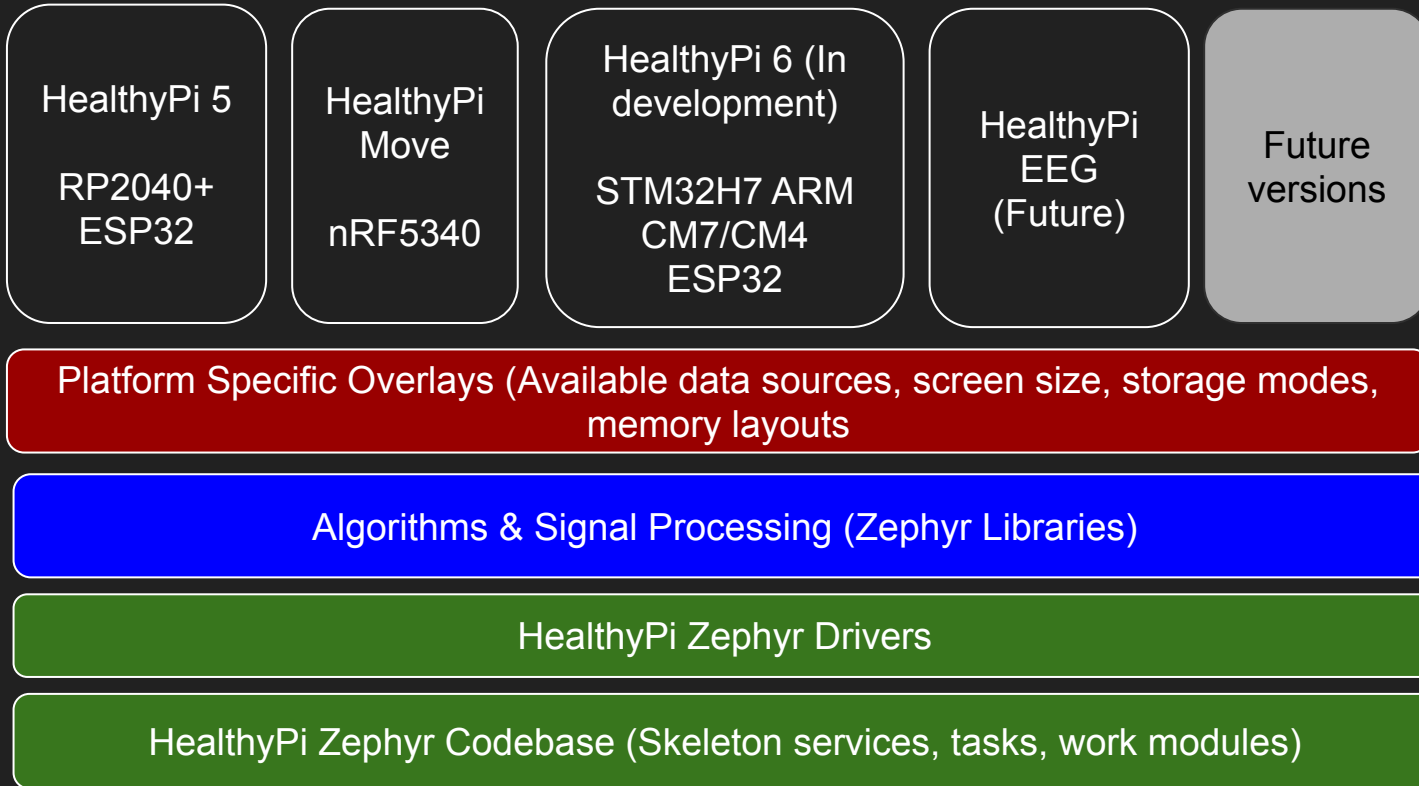 HealthyPi 5
RP2040+
ESP32
HealthyPi
Move
nRF5340
HealthyPi 6 (In
development)
STM32H7 ARM
CM7/CM4
ESP32
HealthyPi
EEG
(Future)
Future
versions
Platform Specific Overlays (Available data sources, screen size, storage modes,
memory layouts
Algorithms & Signal Processing (Zephyr Libraries)
HealthyPi Zephyr Drivers
HealthyPi Zephyr Codebase (Skeleton services, tasks, work modules)